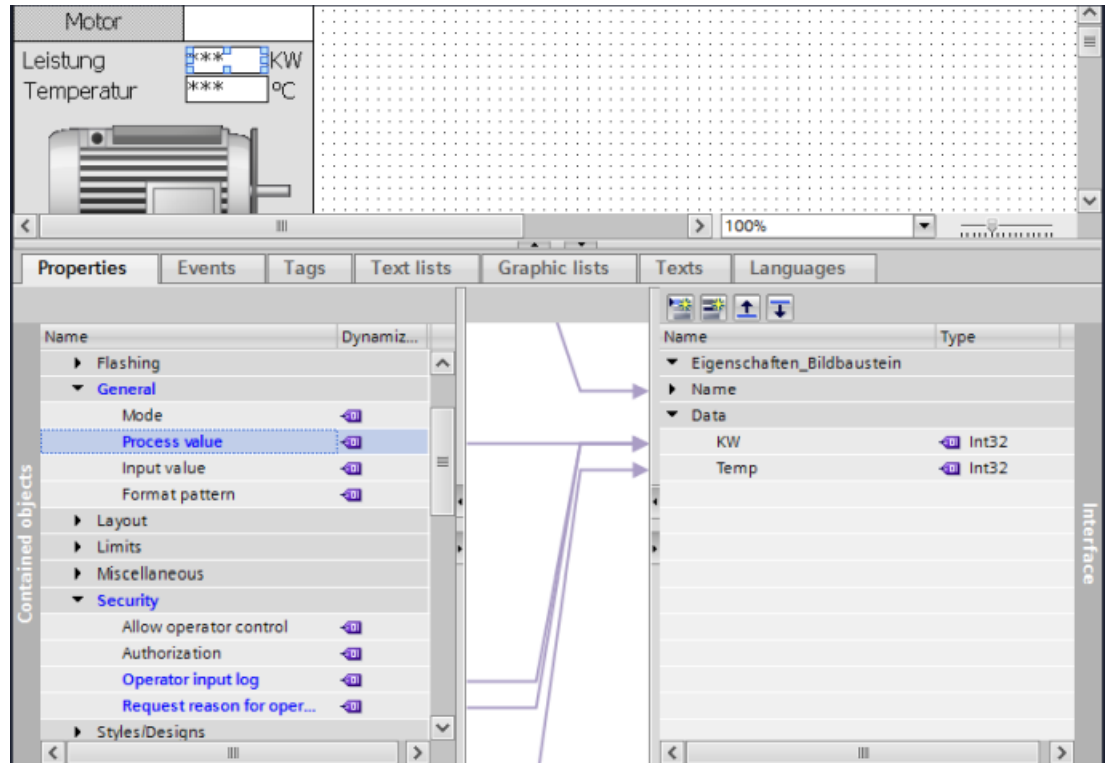 Motor
Leistung *** KW
Temperatur *** °C
100%
Properties Events Tags Text lists Graphic lists Texts Languages
Name Dynamiz... Name Type
Flashing Eigenschaften_Bildbaustein
General Name
Mode Data
Process value KW Int32
Input value Temp Int32
Format pattern
Layout
Limits
Miscellaneous
Security
Allow operator control
Authorization
Operator input log
Request reason for oper...
Styles/Designs
Contained objects
Interface